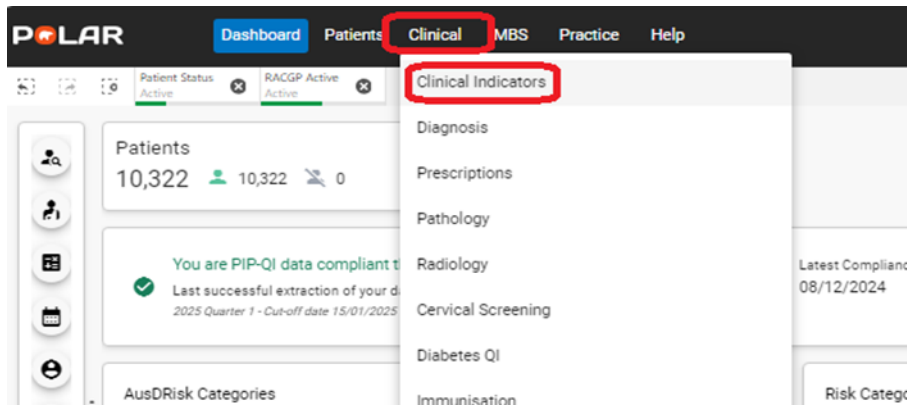 POLAR
Dashboard Patients Clinical MBS Practice Help
Patient Status
Active
RACGP Active
Active
Clinical Indicators
Diagnosis
Prescriptions
Pathology
Radiology
Cervical Screening
Diabetes QI
Immunisation
Patients
10,322 10,322 0
You are PIP-QI data compliant
Last successful extraction of your
2025 Quarter 1 - Cut-off date 15/01/2025
Latest Complianc
08/12/2024
AusDRisk Categories
Risk Catego